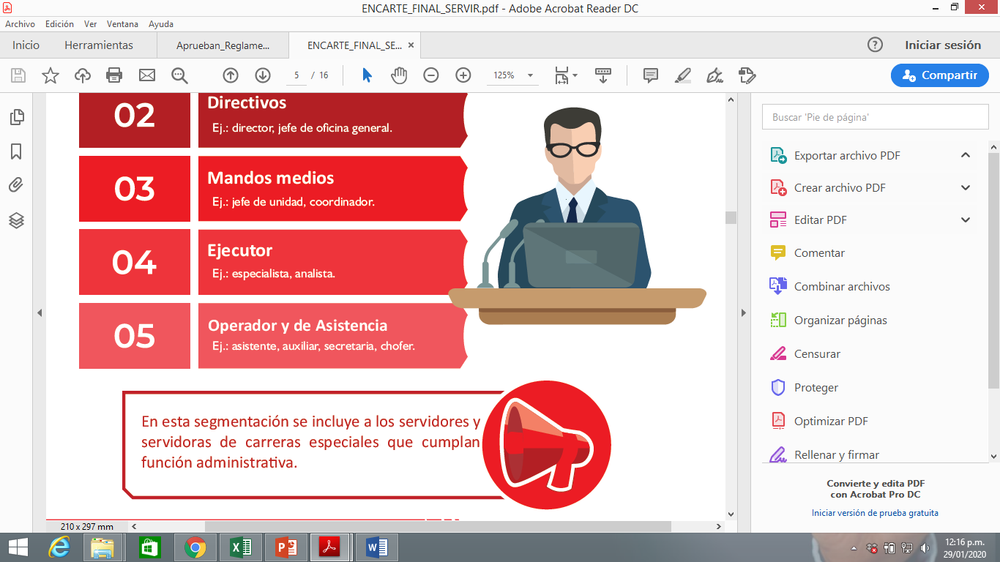 ENCARTE_FINAL_SERVIR.pdf - Adobe Acrobat Reader DC
Archivo Edición Ver Ventana Ayuda
Inicio Herramientas Aprueban_Reglame... ENCARTE_FINAL_SE... × Iniciar sesión
5 / 16 125% Compartir
02
Directivos
Ej.: director, jefe de oficina general.
03
Mandos medios
Ej.: jefe de unidad, coordinador.
04
Ejecutor
Ej.: especialista, analista.
05
Operador y de Asistencia
Ej.: asistente, auxiliar, secretaria, chofer.
En esta segmentación se incluye a los servidores y
servidoras de carreras especiales que cumplan
función administrativa.
210 x 297 mm
Buscar 'Pie de página'
Exportar archivo PDF
Crear archivo PDF
Editar PDF
Comentar
Combinar archivos
Organizar páginas
Censurar
Proteger
Optimizar PDF
Rellenar y firmar
Convierte y edita PDF
con Acrobat Pro DC
Iniciar versión de prueba gratuita
12:16 p.m.
29/01/2020